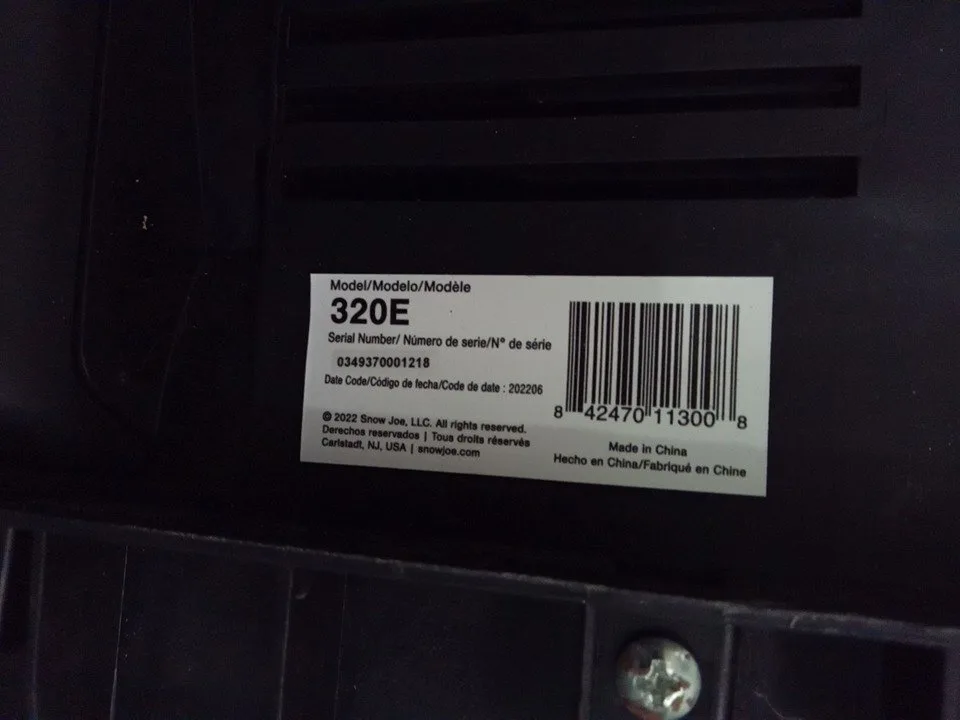 Model/Modelo/Modèle
320E
Serial Number/ Número de serie/N° de série
0349370001218
Date Code/Código de fecha/Code de date : 202206
© 2022 Snow Joe, LLC. All rights reserved.
Derechos reservados | Tous droits réservés
Carlstadt, NJ, USA | snowjoe.com
8 42470 11300 8
Made in China
Hecho en China/Fabriqué en Chine